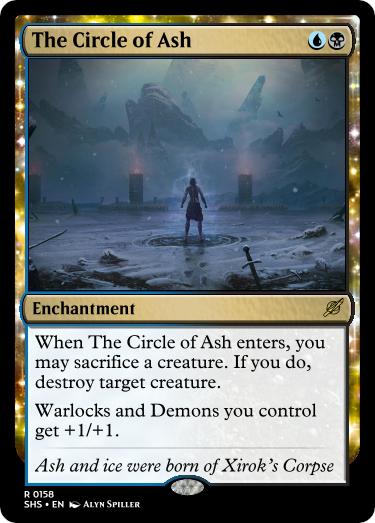 The Circle of Ash
Enchantment
When The Circle of Ash enters, you
may sacrifice a creature. If you do,
destroy target creature.
Warlocks and Demons you control
get +1/+1.
Ash and ice were born of Xirok's Corpse
R 0158
SHS • EN ALYN SPILLER